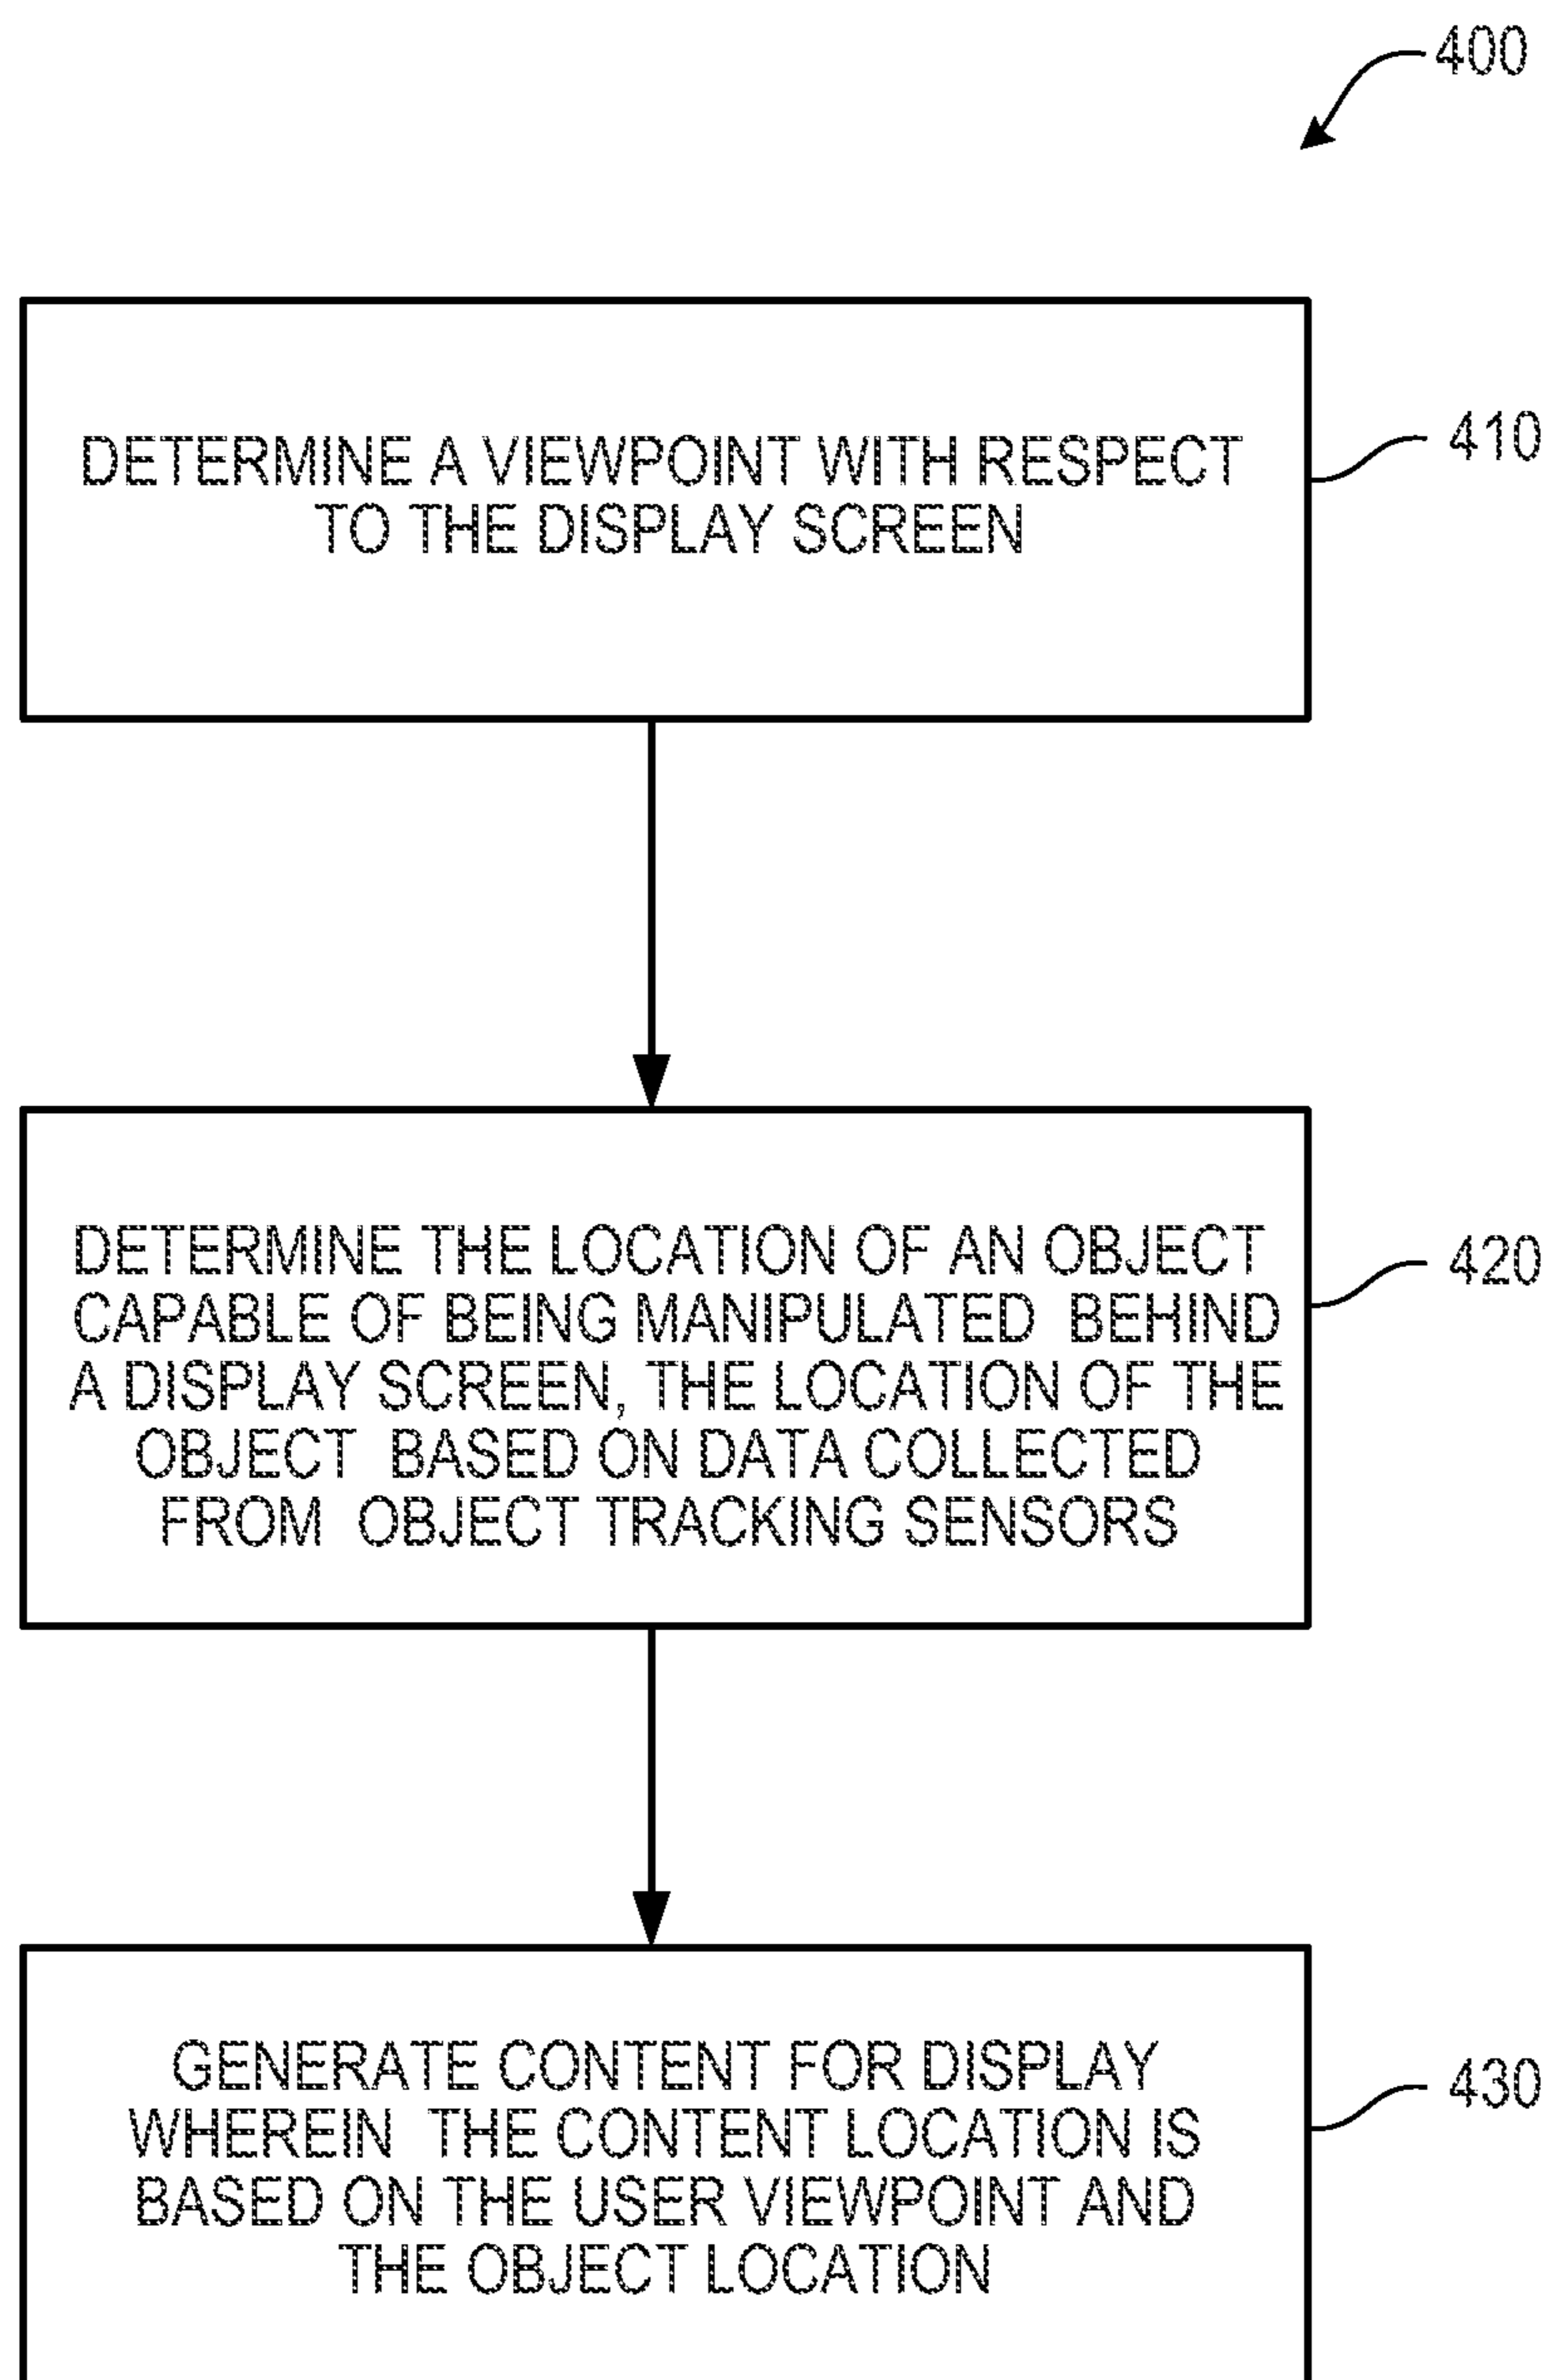 400
DETERMINE A VIEWPOINT WITH RESPECT
TO THE DISPLAY SCREEN
410
DETERMINE THE LOCATION OF AN OBJECT
CAPABLE OF BEING MANIPULATED BEHIND
A DISPLAY SCREEN, THE LOCATION OF THE
OBJECT BASED ON DATA COLLECTED
FROM OBJECT TRACKING SENSORS
420
GENERATE CONTENT FOR DISPLAY
WHEREIN THE CONTENT LOCATION IS
BASED ON THE USER VIEWPOINT AND
THE OBJECT LOCATION
430